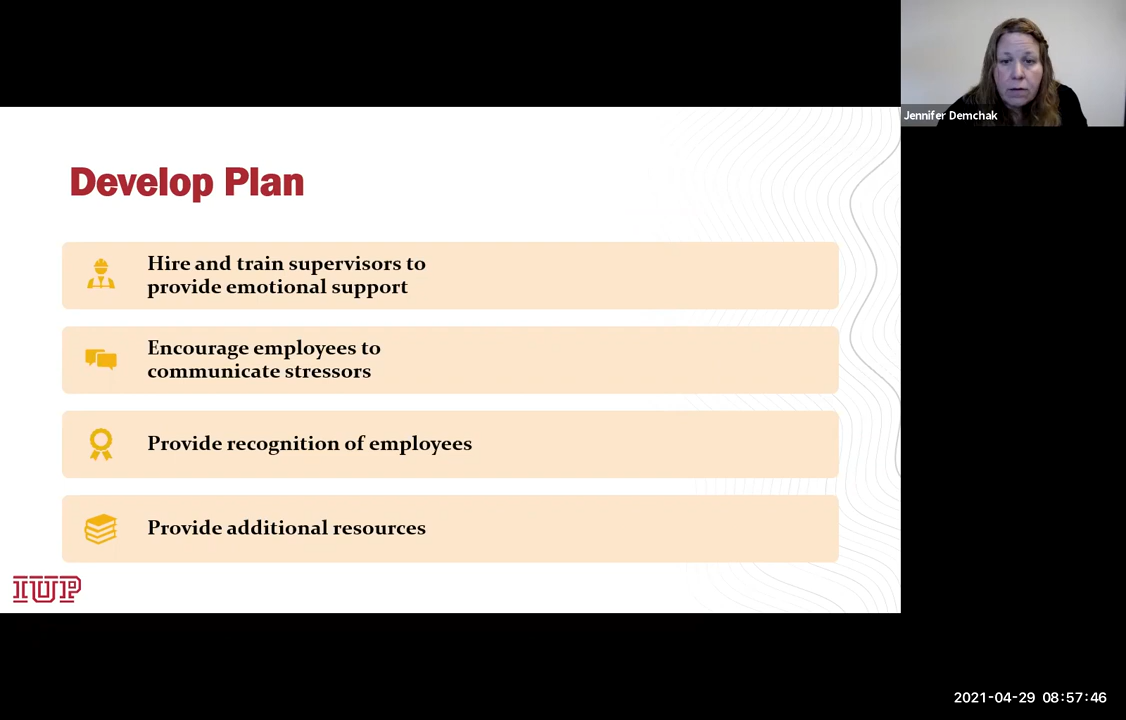 Jennifer Demchak
Develop Plan
Hire and train supervisors to
provide emotional support
Encourage employees to
communicate stressors
Provide recognition of employees
Provide additional resources
IUP
2021-04-29 08:57:46